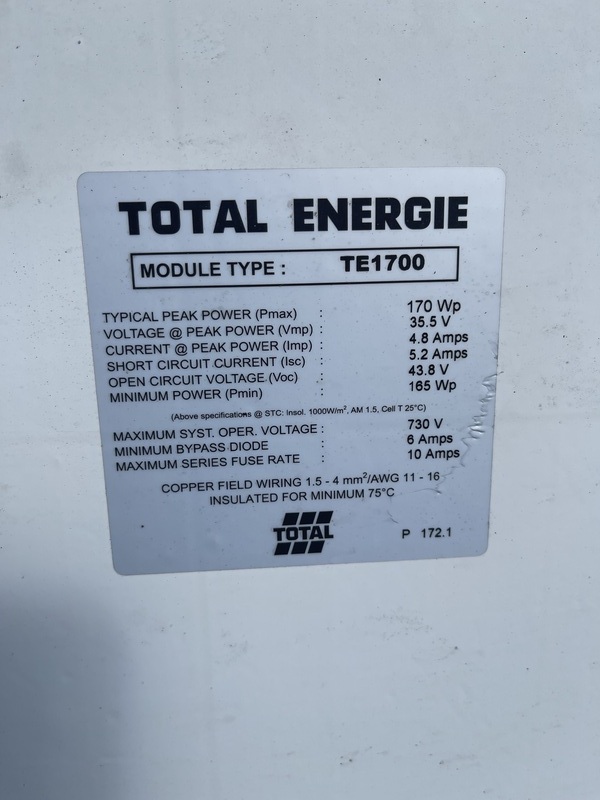 TOTAL ENERGIE
MODULE TYPE : TE1700
TYPICAL PEAK POWER (Pmax) : 170 Wp
VOLTAGE @ PEAK POWER (Vmp) : 35.5 V
CURRENT @ PEAK POWER (Imp) : 4.8 Amps
SHORT CIRCUIT CURRENT (Isc) : 5.2 Amps
OPEN CIRCUIT VOLTAGE (Voc) : 43.8 V
MINIMUM POWER (Pmin) : 165 Wp
(Above specifications @ STC: Insol. 1000W/m², AM 1.5, Cell T 25°C)
MAXIMUM SYST. OPER. VOLTAGE : 730 V
MINIMUM BYPASS DIODE : 6 Amps
MAXIMUM SERIES FUSE RATE : 10 Amps
COPPER FIELD WIRING 1.5 - 4 mm²/AWG 11 - 16
INSULATED FOR MINIMUM 75°C
TOTAL
P 172.1